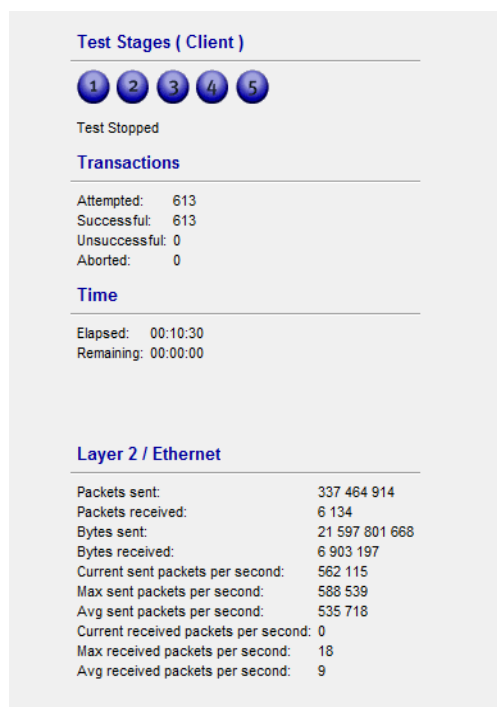 Test Stages ( Client )
1 2 3 4 5
Test Stopped
Transactions
Attempted: 613
Successful: 613
Unsuccessful: 0
Aborted: 0
Time
Elapsed: 00:10:30
Remaining: 00:00:00
Layer 2 / Ethernet
Packets sent: 337 464 914
Packets received: 6 134
Bytes sent: 21 597 801 668
Bytes received: 6 903 197
Current sent packets per second: 562 115
Max sent packets per second: 588 539
Avg sent packets per second: 535 718
Current received packets per second: 0
Max received packets per second: 18
Avg received packets per second: 9